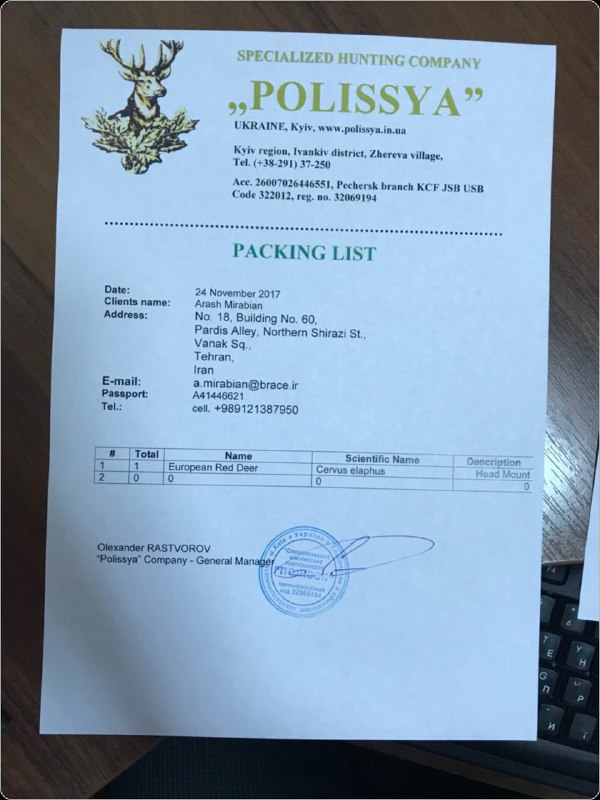 SPECIALIZED HUNTING COMPANY
„POLISSYA”
UKRAINE, Kyiv, www.polissya.in.ua
Kyiv region, Ivankiv district, Zhereva village,
Tel. (+38-291) 37-250
Acc. 26007026446551, Pechersk branch KCF JSB USB
Code 322012, reg. no. 32069194
PACKING LIST
Date: 24 November 2017
Clients name: Arash Mirabian
Address: No. 18, Building No. 60,
Pardis Alley, Northern Shirazi St.,
Vanak Sq.,
Tehran,
Iran
E-mail: a.mirabian@brace.ir
Passport: A41446621
Tel.: cell. +989121387950
# Total Name Scientific Name Description
1 1 European Red Deer Cervus elaphus Head Mount
2 0 0 0 0
Olexander RASTVOROV
“Polissya” Company - General Manager
32069194